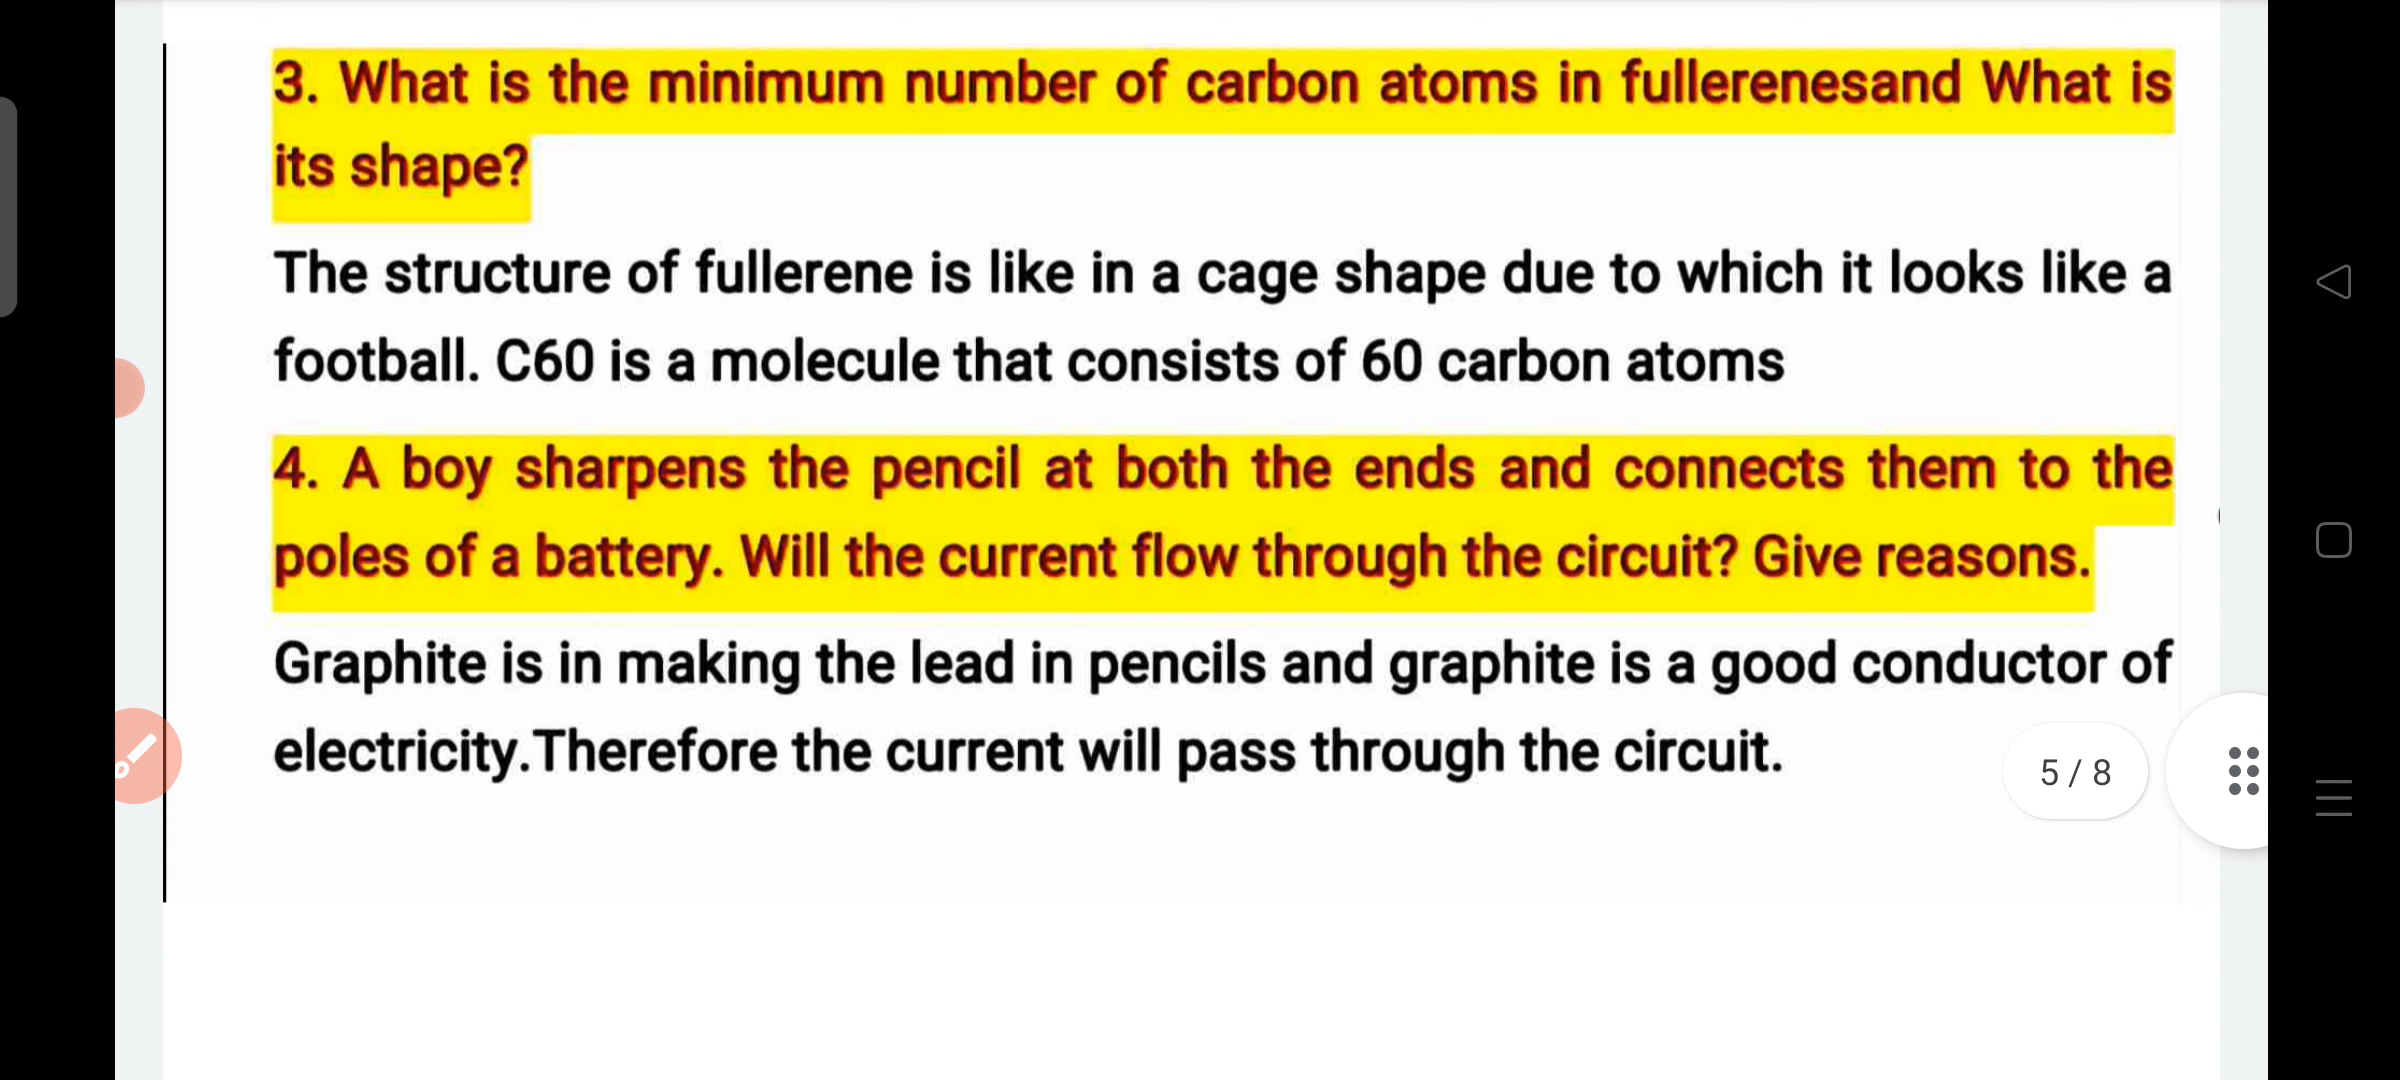 3. What is the minimum number of carbon atoms in fullerenesand What is
its shape?
The structure of fullerene is like in a cage shape due to which it looks like a
football. C60 is a molecule that consists of 60 carbon atoms
4. A boy sharpens the pencil at both the ends and connects them to the
poles of a battery. Will the current flow through the circuit? Give reasons.
Graphite is in making the lead in pencils and graphite is a good conductor of
electricity.Therefore the current will pass through the circuit.
5 / 8